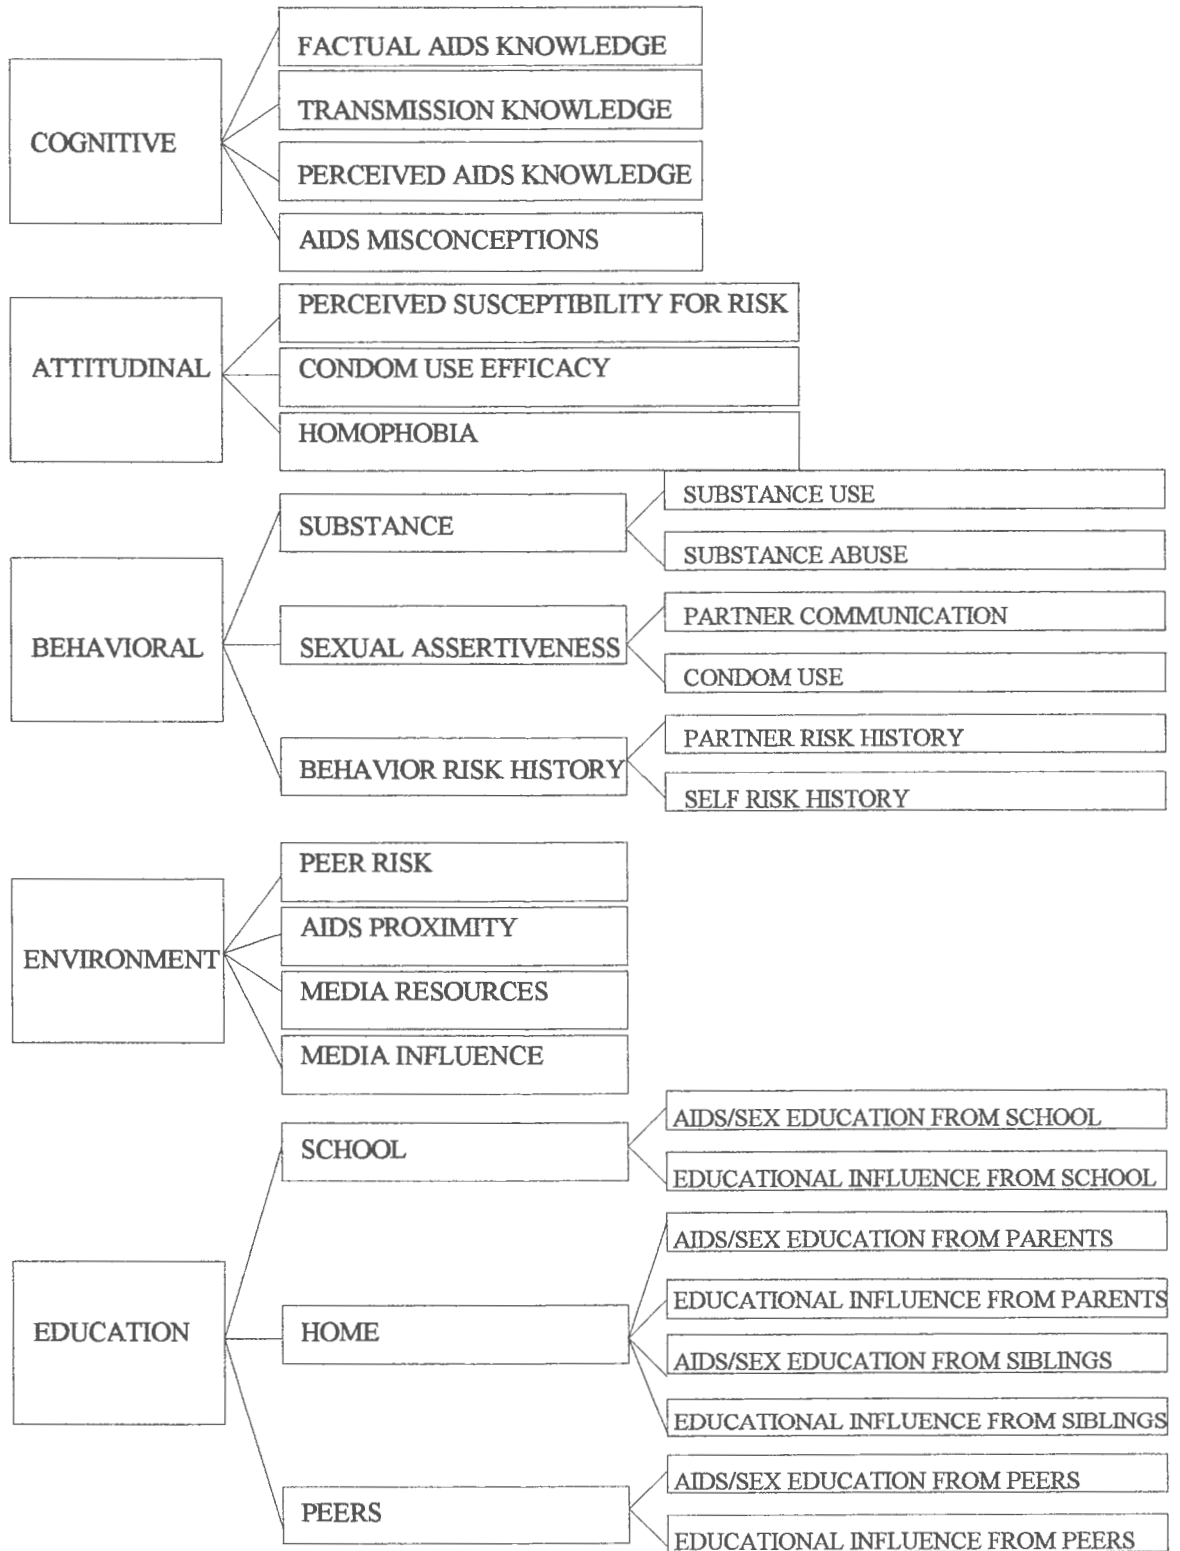 COGNITIVE
FACTUAL AIDS KNOWLEDGE
TRANSMISSION KNOWLEDGE
PERCEIVED AIDS KNOWLEDGE
AIDS MISCONCEPTIONS
ATTITUDINAL
PERCEIVED SUSCEPTIBILITY FOR RISK
CONDOM USE EFFICACY
HOMOPHOBIA
BEHAVIORAL
SUBSTANCE
SUBSTANCE USE
SUBSTANCE ABUSE
SEXUAL ASSERTIVENESS
PARTNER COMMUNICATION
CONDOM USE
BEHAVIOR RISK HISTORY
PARTNER RISK HISTORY
SELF RISK HISTORY
ENVIRONMENT
PEER RISK
AIDS PROXIMITY
MEDIA RESOURCES
MEDIA INFLUENCE
EDUCATION
SCHOOL
AIDS/SEX EDUCATION FROM SCHOOL
EDUCATIONAL INFLUENCE FROM SCHOOL
HOME
AIDS/SEX EDUCATION FROM PARENTS
EDUCATIONAL INFLUENCE FROM PARENTS
AIDS/SEX EDUCATION FROM SIBLINGS
EDUCATIONAL INFLUENCE FROM SIBLINGS
PEERS
AIDS/SEX EDUCATION FROM PEERS
EDUCATIONAL INFLUENCE FROM PEERS